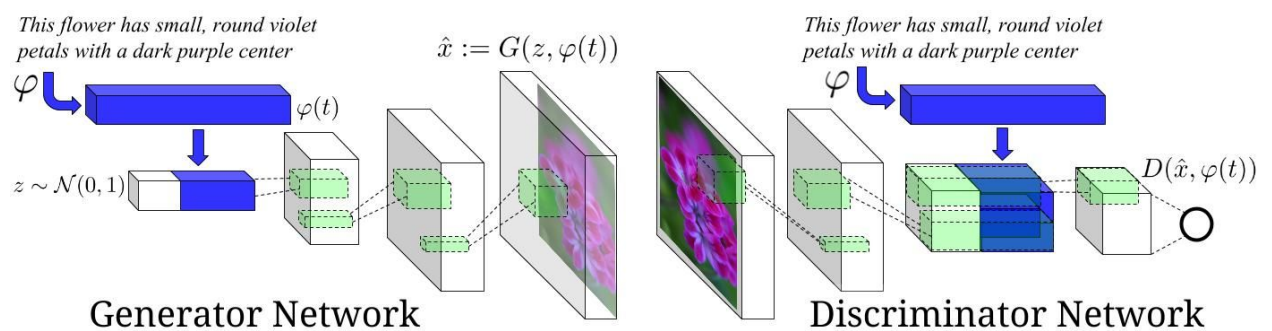 This flower has small, round violet
petals with a dark purple center
φ
φ(t)
z ∼ 𝒩(0, 1)
x̂ := G(z, φ(t))
Generator Network
This flower has small, round violet
petals with a dark purple center
φ
D(x̂, φ(t))
Discriminator Network